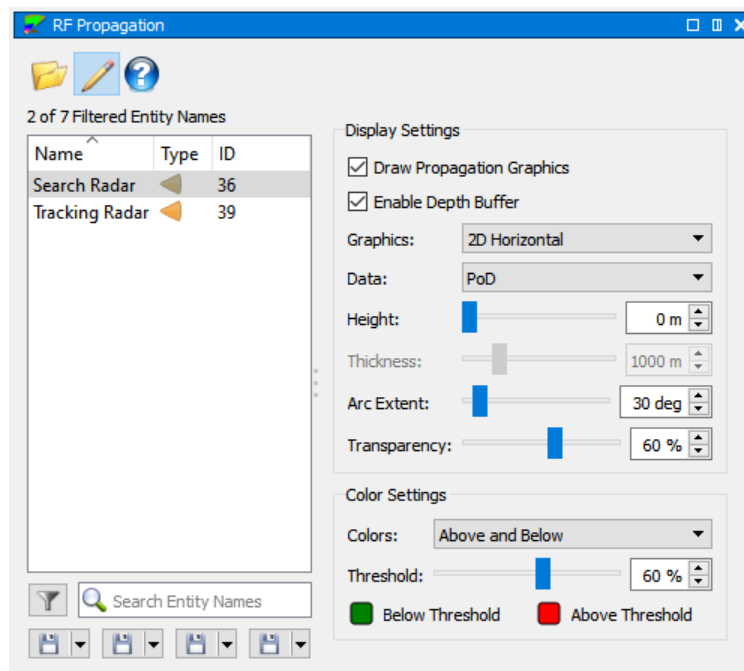 RF Propagation
2 of 7 Filtered Entity Names
Name Type ID
Search Radar 36
Tracking Radar 39
Search Entity Names
Display Settings
Draw Propagation Graphics
Enable Depth Buffer
Graphics: 2D Horizontal
Data: PoD
Height: 0 m
Thickness: 1000 m
Arc Extent: 30 deg
Transparency: 60 %
Color Settings
Colors: Above and Below
Threshold: 60 %
Below Threshold Above Threshold